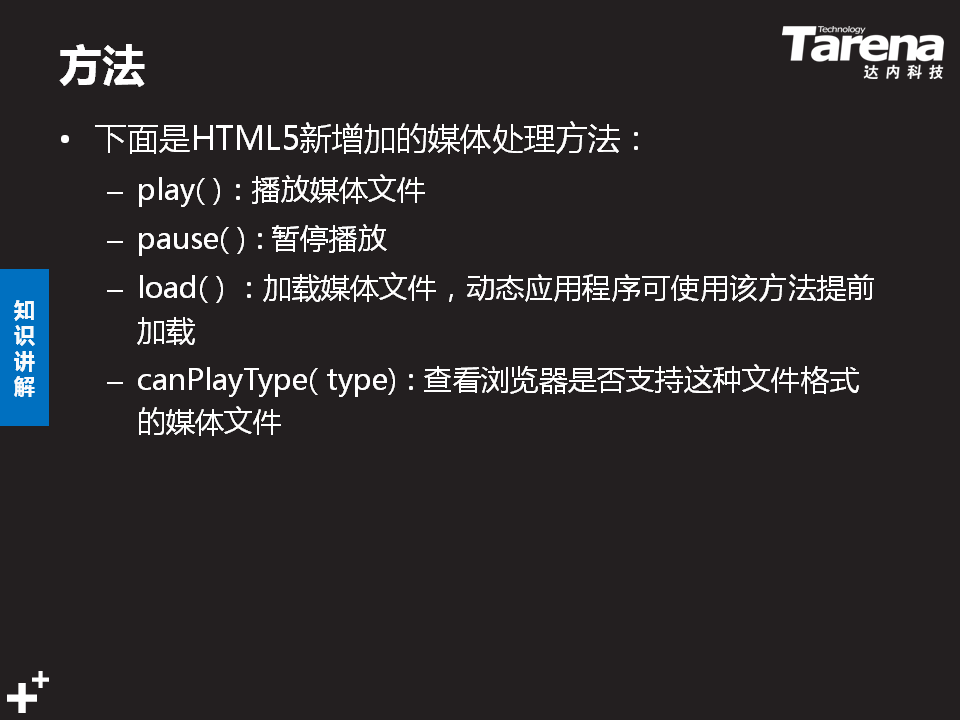 方法
Technology
Tarena
达内科技
• 下面是HTML5新增加的媒体处理方法：
– play( )：播放媒体文件
– pause( ) : 暂停播放
– load( ) ：加载媒体文件，动态应用程序可使用该方法提前
加载
– canPlayType( type) : 查看浏览器是否支持这种文件格式
的媒体文件
知
识
讲
解